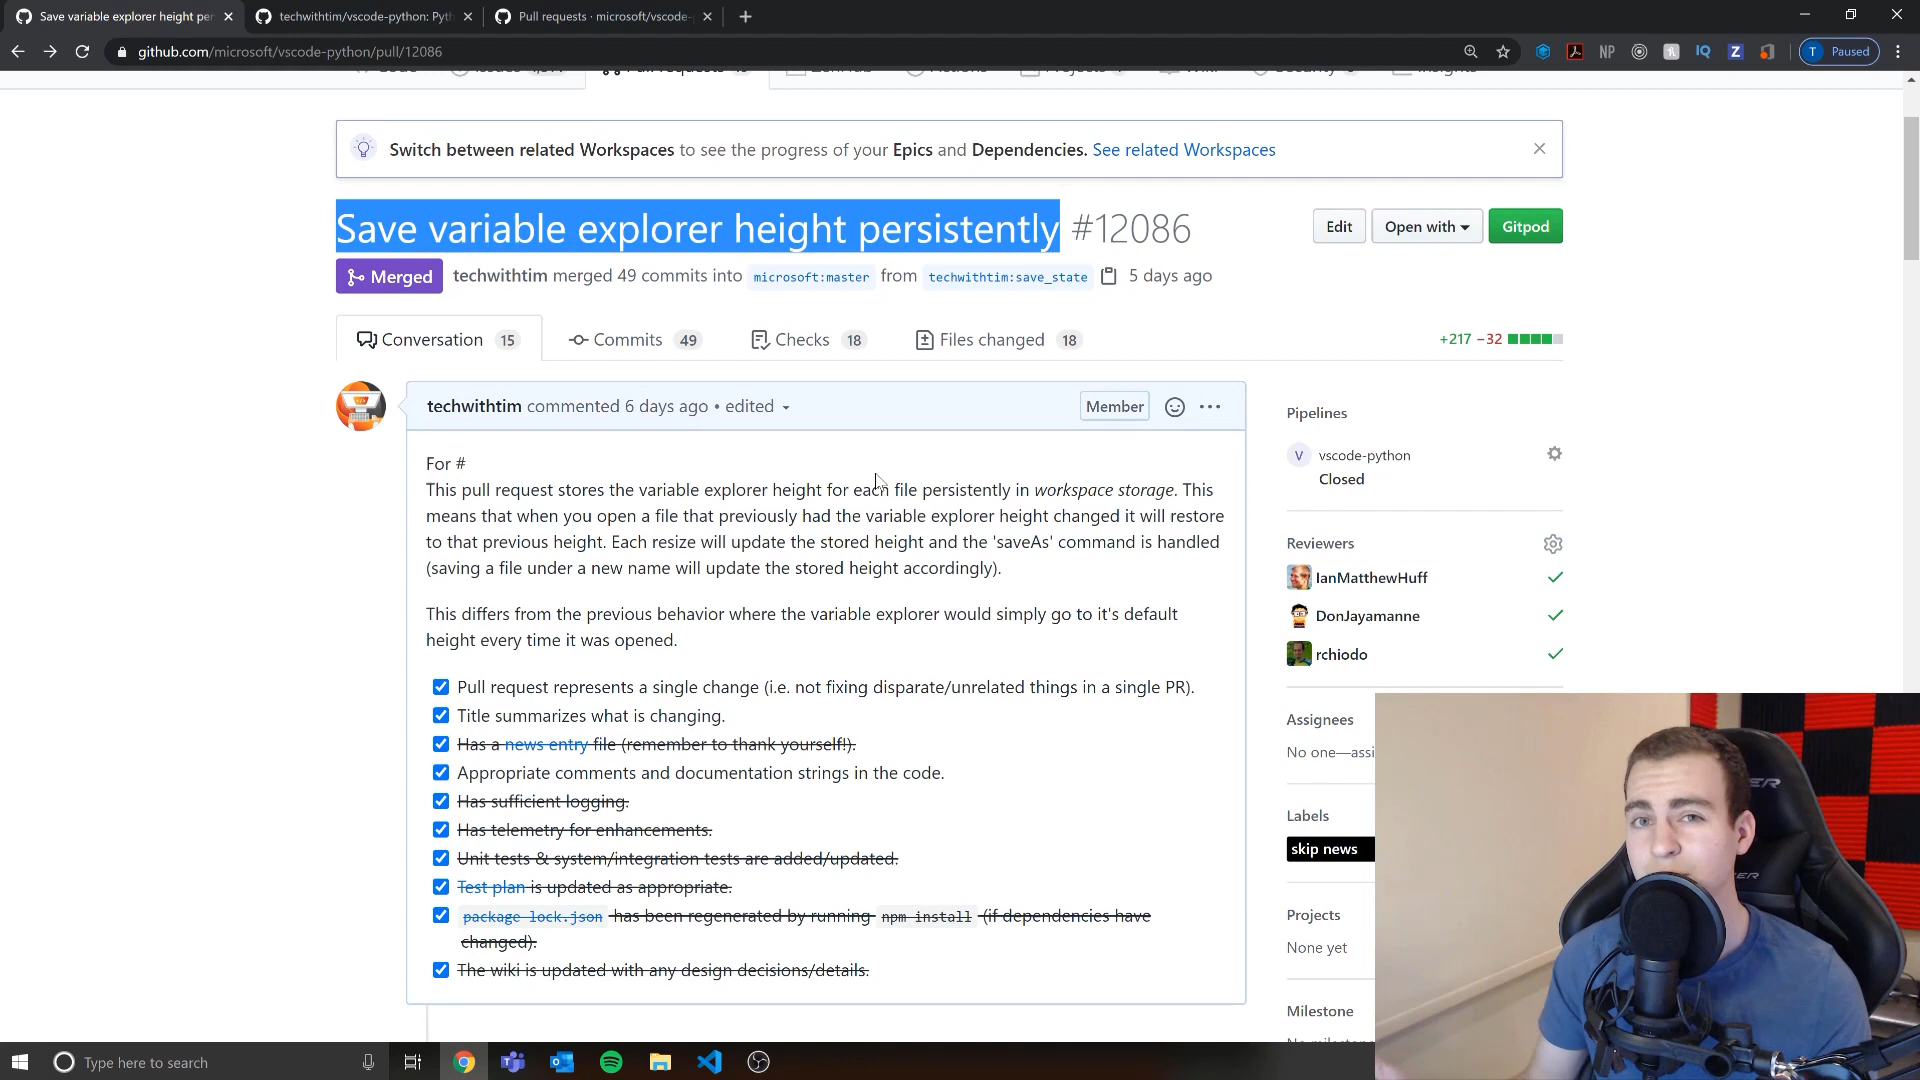 Save variable explorer height per
techwithtim/vscode-python: Pyth
Pull requests · microsoft/vscode-
github.com/microsoft/vscode-python/pull/12086
NP
IQ
Z
T Paused
Switch between related Workspaces to see the progress of your Epics and Dependencies. See related Workspaces
Save variable explorer height persistently #12086
Edit
Open with
Gitpod
Merged
techwithtim merged 49 commits into microsoft:master from techwithtim:save_state 5 days ago
Conversation 15
Commits 49
Checks 18
Files changed 18
+217 −32
techwithtim commented 6 days ago • edited
Member
For #
This pull request stores the variable explorer height for each file persistently in workspace storage. This
means that when you open a file that previously had the variable explorer height changed it will restore
to that previous height. Each resize will update the stored height and the 'saveAs' command is handled
(saving a file under a new name will update the stored height accordingly).
This differs from the previous behavior where the variable explorer would simply go to it's default
height every time it was opened.
Pull request represents a single change (i.e. not fixing disparate/unrelated things in a single PR).
Title summarizes what is changing.
Has a news entry file (remember to thank yourself!).
Appropriate comments and documentation strings in the code.
Has sufficient logging.
Has telemetry for enhancements.
Unit tests & system/integration tests are added/updated.
Test plan is updated as appropriate.
package-lock.json has been regenerated by running npm install (if dependencies have
changed).
The wiki is updated with any design decisions/details.
Pipelines
V vscode-python
Closed
Reviewers
IanMatthewHuff
DonJayamanne
rchiodo
Assignees
No one—assi
Labels
skip news
Projects
None yet
Milestone
Type here to search